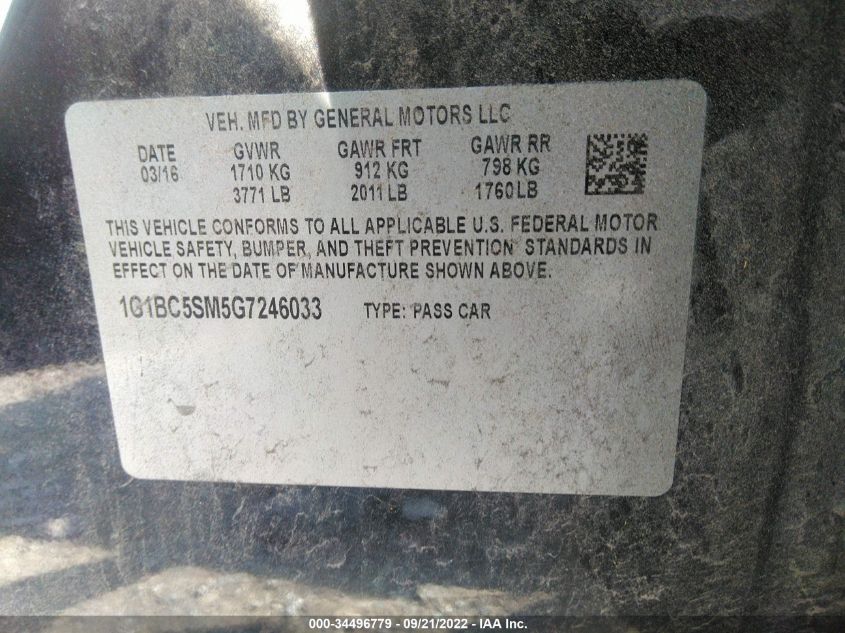 VEH. MFD BY GENERAL MOTORS LLC
DATE GVWR GAWR FRT GAWR RR
03/16 1710 KG 912 KG 798 KG
3771 LB 2011 LB 1760 LB
THIS VEHICLE CONFORMS TO ALL APPLICABLE U.S. FEDERAL MOTOR
VEHICLE SAFETY, BUMPER, AND THEFT PREVENTION STANDARDS IN
EFFECT ON THE DATE OF MANUFACTURE SHOWN ABOVE.
1G1BC5SM5G7246033 TYPE: PASS CAR
000-34496779 - 09/21/2022 - IAA Inc.